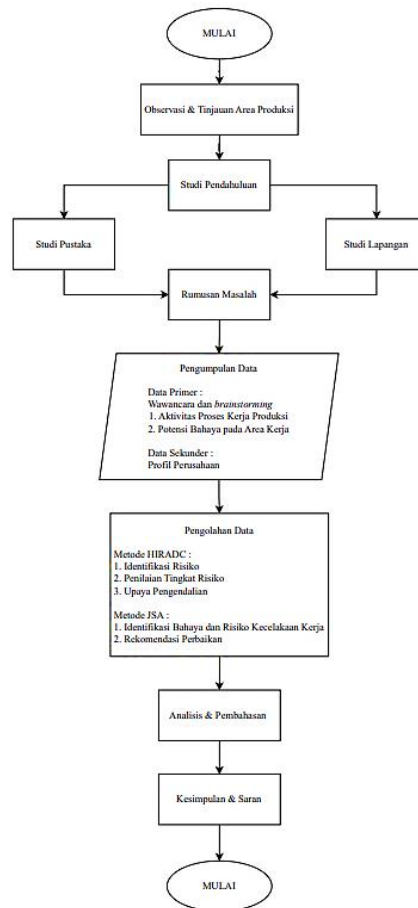 MULAI
Observasi & Tinjauan Area Produksi
Studi Pendahuluan
Studi Pustaka
Studi Lapangan
Rumusan Masalah
Pengumpulan Data
Data Primer :
Wawancara dan brainstorming
1. Aktivitas Proses Kerja Produksi
2. Potensi Bahaya pada Area Kerja
Data Sekunder :
Profil Perusahaan
Pengolahan Data
Metode HIRADC :
1. Identifikasi Risiko
2. Penilaian Tingkat Risiko
3. Upaya Pengendalian
Metode JSA :
1. Identifikasi Bahaya dan Risiko Kecelakaan Kerja
2. Rekomendasi Perbaikan
Analisis & Pembahasan
Kesimpulan & Saran
MULAI